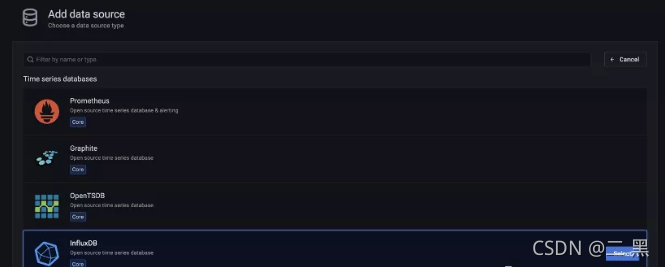 Add data source
Choose a data source type
Filter by name or type
+ Cancel
Time series databases
Prometheus
Open source time series database & alerting
Core
Graphite
Open source time series database
Core
OpenTSDB
Open source time series database
Core
InfluxDB
Open source time series database
Core
CSDN @二 黑